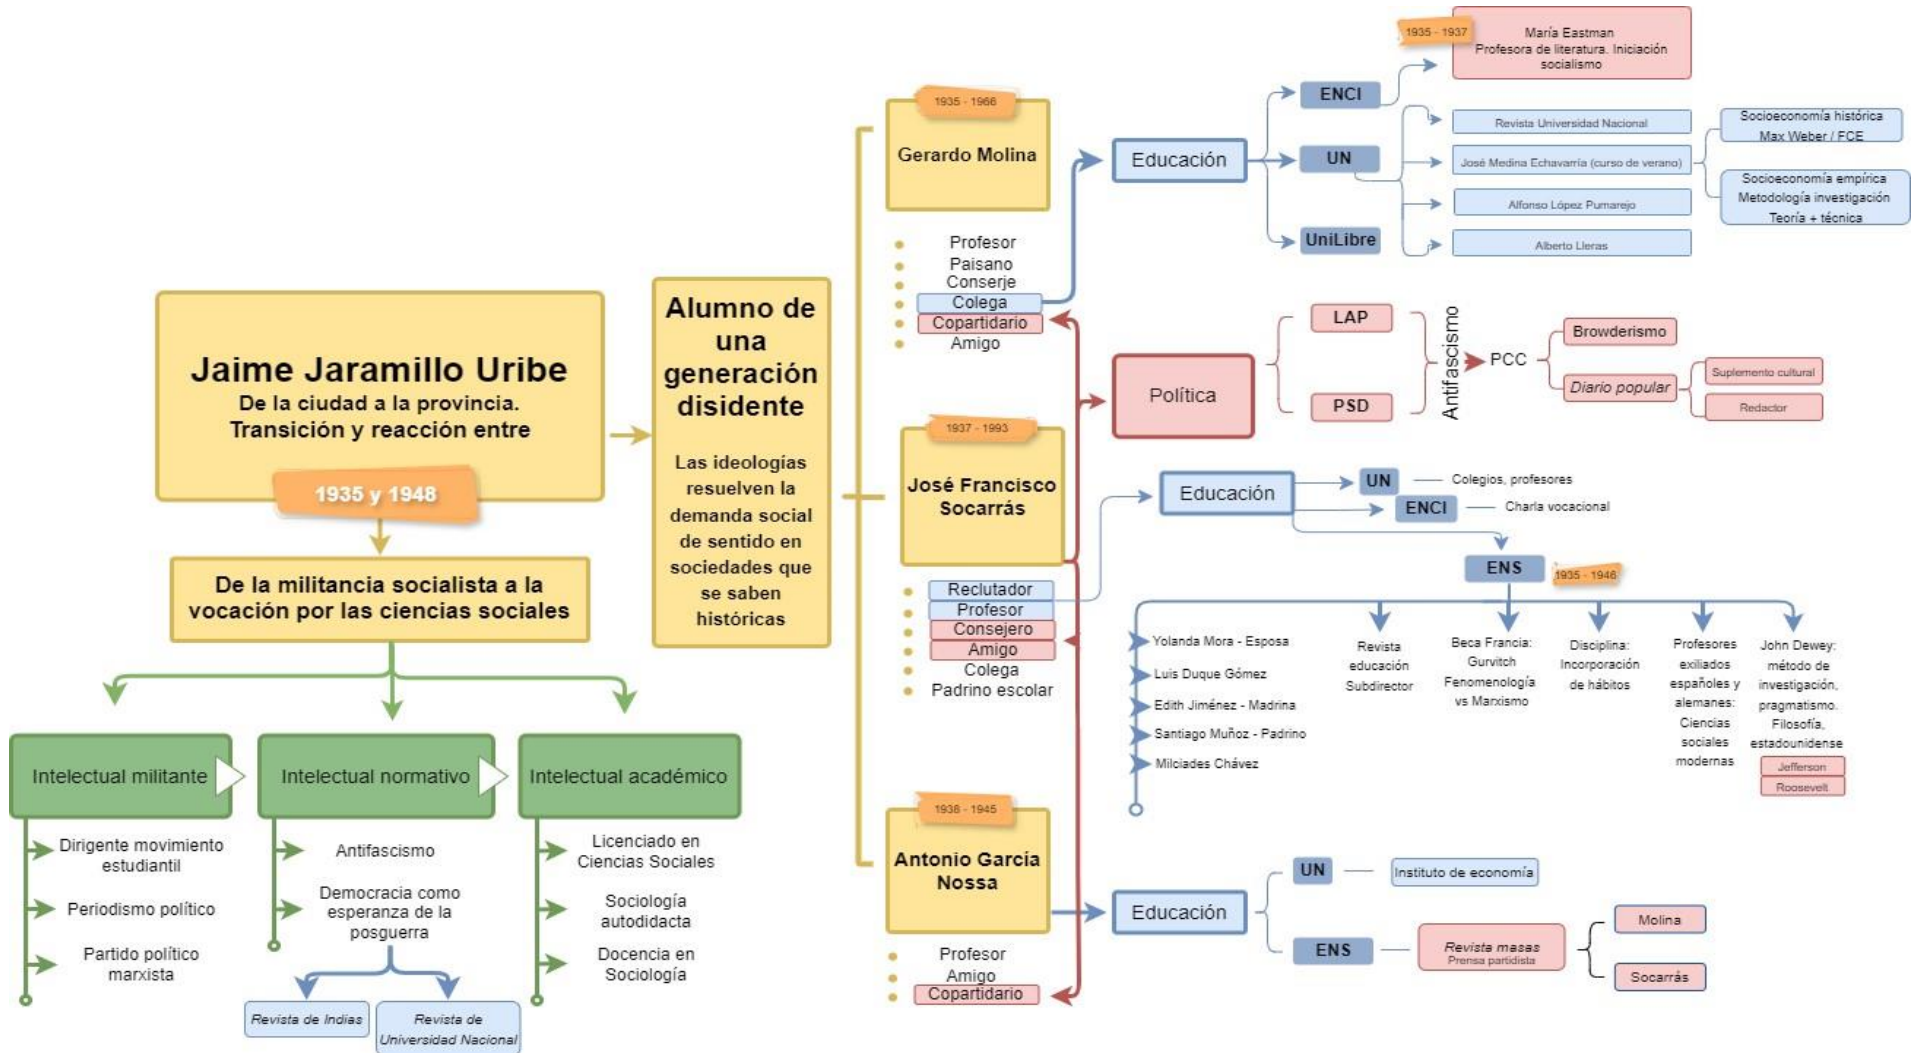 Jaime Jaramillo Uribe
De la ciudad a la provincia.
Transición y reacción entre
1935 y 1948
De la militancia socialista a la
vocación por las ciencias sociales
Intelectual militante
Dirigente movimiento
estudiantil
Periodismo político
Partido político
marxista
Intelectual normativo
Antifascismo
Democracia como
esperanza de la
posguerra
Revista de Indias
Revista de
Universidad Nacional
Intelectual académico
Licenciado en
Ciencias Sociales
Sociología
autodidacta
Docencia en
Sociología
Alumno de
una
generación
disidente
Las ideologías
resuelven la
demanda social
de sentido en
sociedades que
se saben
históricas
1935 - 1966
Gerardo Molina
Profesor
Paisano
Conserje
Colega
Copartidario
Amigo
Educación
ENCI
1935 - 1937
María Eastman
Profesora de literatura. Iniciación
socialismo
UN
Revista Universidad Nacional
José Medina Echavarría (curso de verano)
Socioeconomía histórica
Max Weber / FCE
Socioeconomía empírica
Metodología investigación
Teoría + técnica
Alfonso López Pumarejo
Alberto Lleras
UniLibre
Política
LAP
PSD
Antifascismo
PCC
Browderismo
Diario popular
Suplemento cultural
Redactor
1937 - 1993
José Francisco
Socarrás
Reclutador
Profesor
Consejero
Amigo
Colega
Padrino escolar
Educación
UN
Colegios, profesores
ENCI
Charla vocacional
ENS
1935 - 1946
Yolanda Mora - Esposa
Luis Duque Gómez
Edith Jiménez - Madrina
Santiago Muñoz - Padrino
Milciades Chávez
Revista
educación
Subdirector
Beca Francia:
Gurvitch
Fenomenología
vs Marxismo
Disciplina:
Incorporación
de hábitos
Profesores
exiliados
españoles y
alemanes:
Ciencias
sociales
modernas
John Dewey:
método de
investigación,
pragmatismo.
Filosofía,
estadounidense
Jefferson
Roosevelt
1938 - 1945
Antonio García
Nossa
Profesor
Amigo
Copartidario
Educación
UN
Instituto de economía
ENS
Revista masas
Prensa partidista
Molina
Socarrás